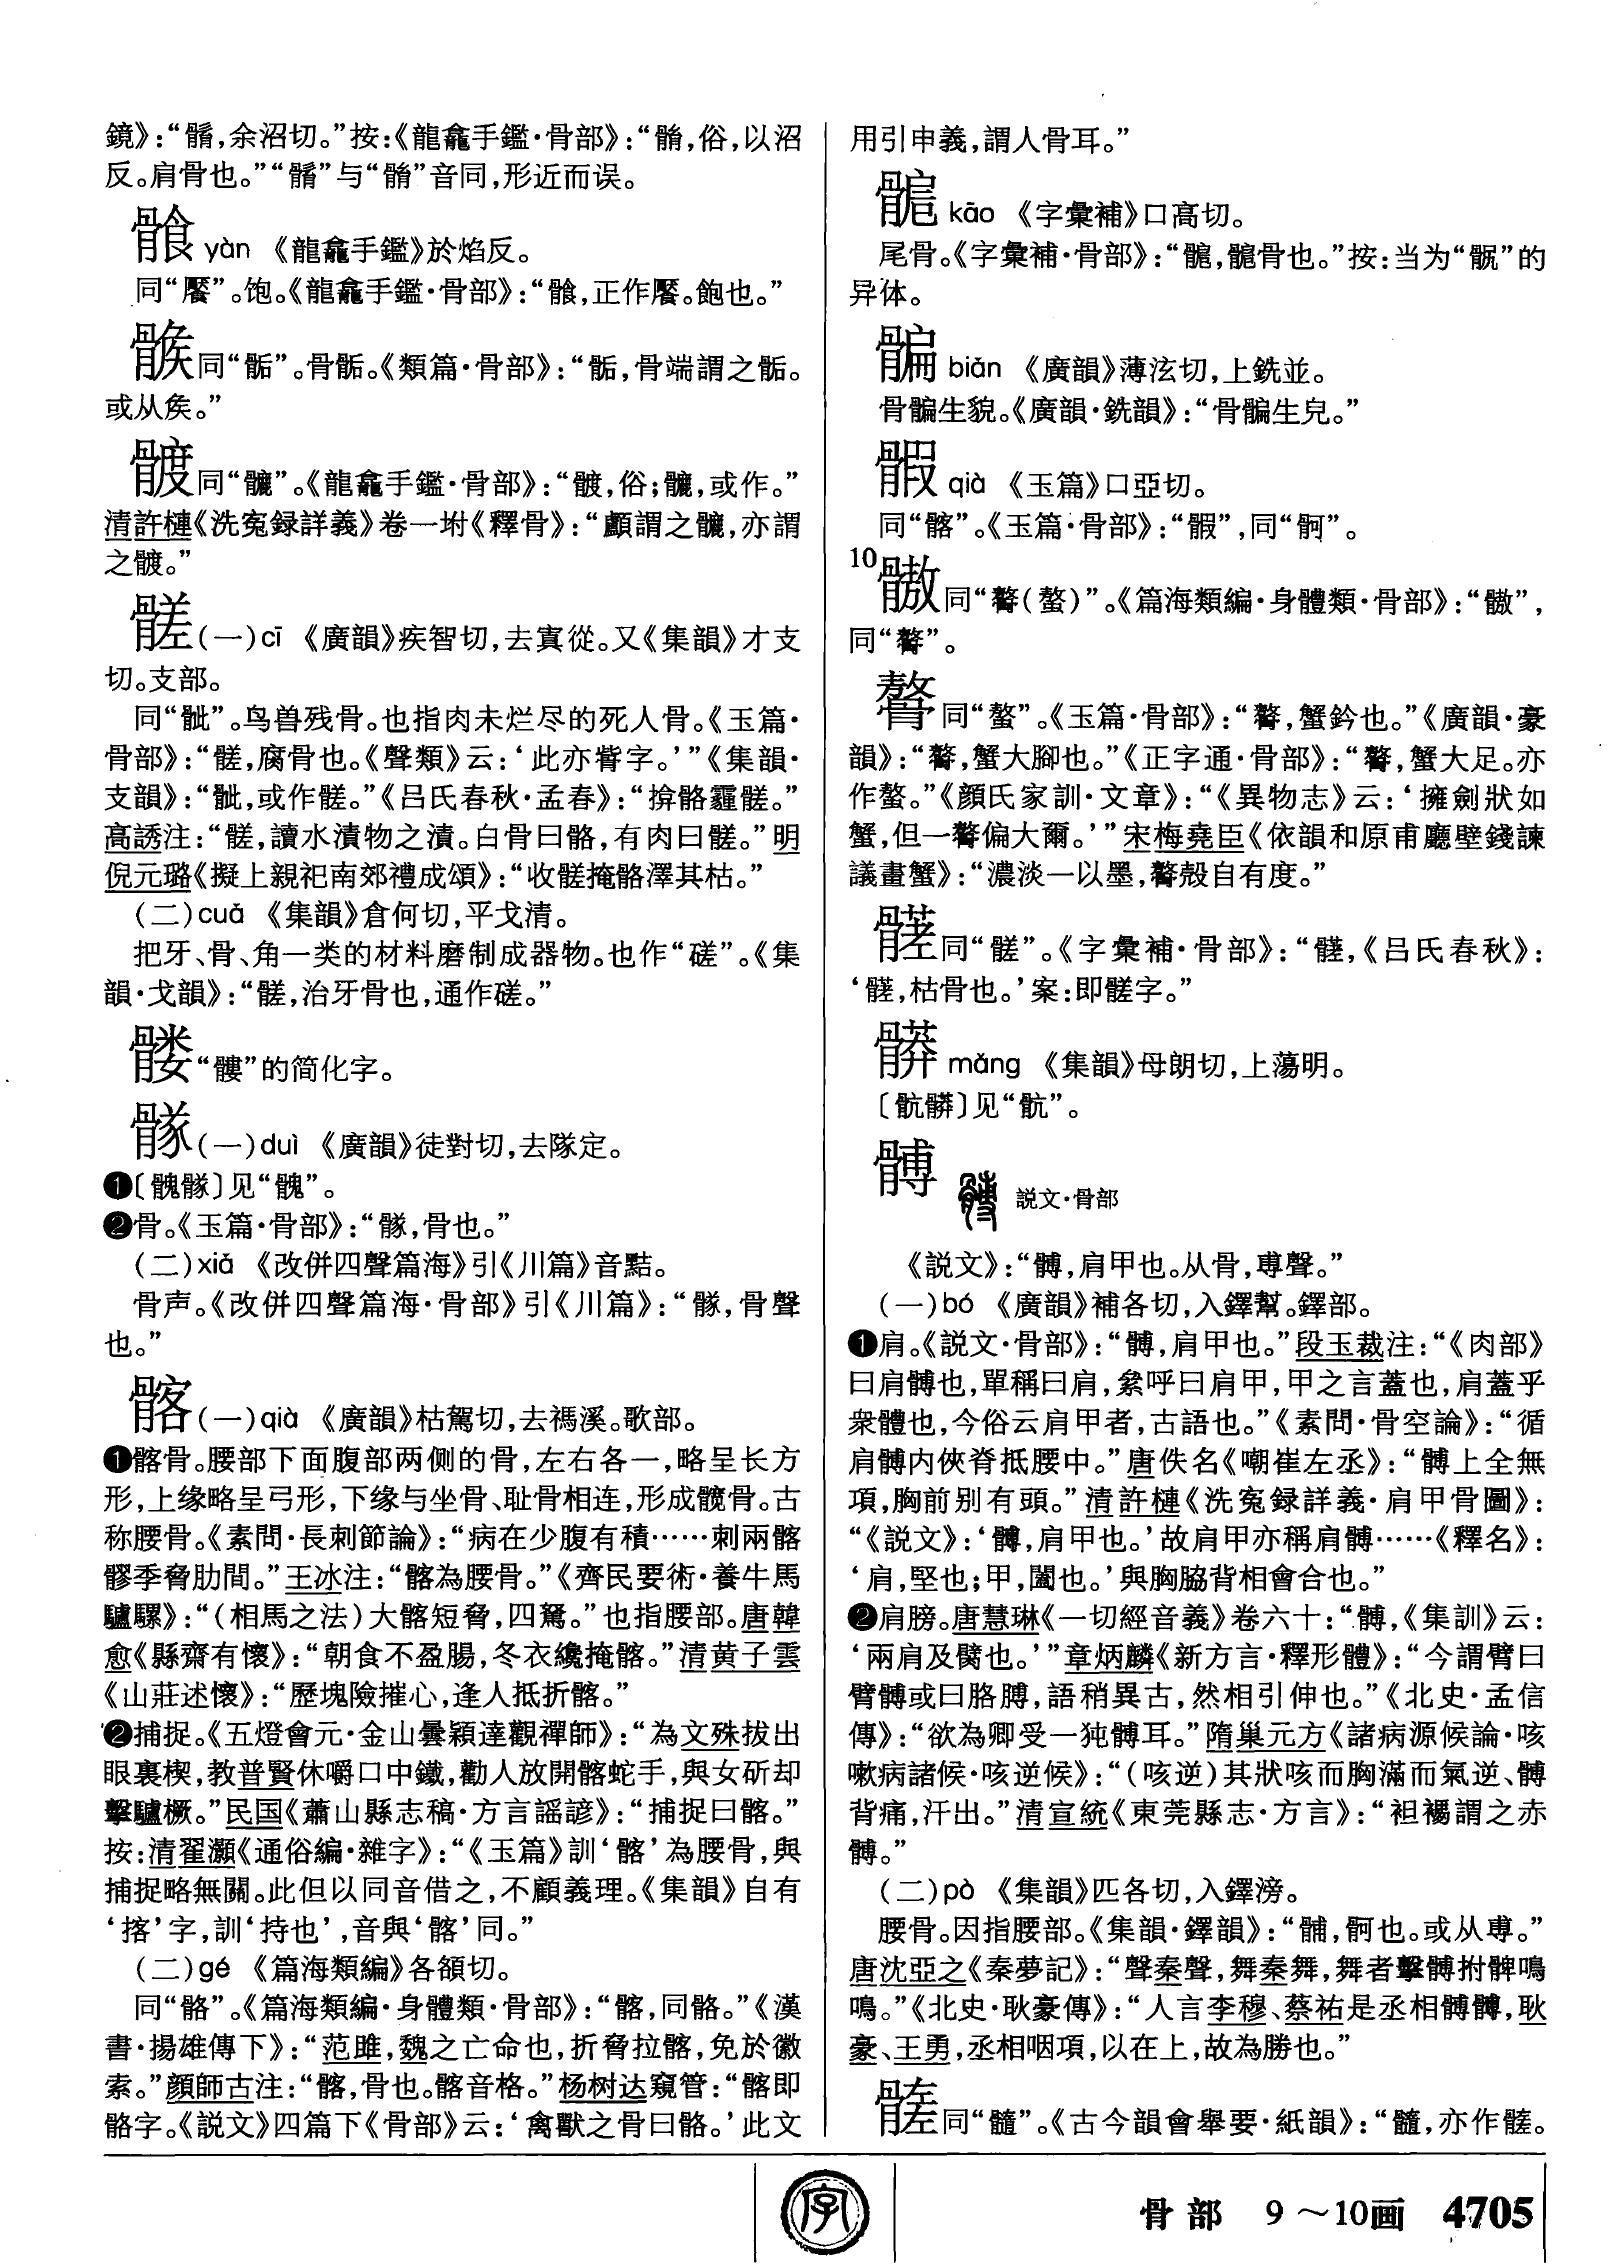 鏡》：“䯚，余沼切。”按：《龍龕手鑑·骨部》：“䯚，俗，以沼
反。肩骨也。”“䯚”与“䯚”音同，形近而误。
yàn 《龍龕手鑑》於焰反。
同“饜”。饱。《龍龕手鑑·骨部》：“，正作饜。飽也。”
同“骺”。骨骺。《類篇·骨部》：“骺，骨端謂之骺。
或从矦。”
同“髗”。《龍龕手鑑·骨部》：“，俗；，或作。”
清許槤《洗冤録詳義》卷一坿《釋骨》：“顱謂之，亦謂
之。”
髊(一)cī 《廣韻》疾智切，去寘從。又《集韻》才支
切。支部。
同“骴”。鸟兽残骨。也指肉未烂尽的死人骨。《玉篇·
骨部》：“髊，腐骨也。《聲類》云：‘此亦胔字。’”《集韻·
支韻》：“骴，或作髊。”《吕氏春秋·孟春》：“揜骼霾髊。”
高誘注：“髊，讀水漬物之漬。白骨曰骼，有肉曰髊。”明
倪元璐《擬上親祀南郊禮成頌》：“收髊掩骼澤其枯。”
(二)cuō 《集韻》倉何切，平戈清。
把牙、骨、角一类的材料磨制成器物。也作“磋”。《集
韻·戈韻》：“髊，治牙骨也，通作磋。”
髅“髏”的简化字。
(一)duì 《廣韻》徒對切，去隊定。
❶〔䯣〕见“䯣”。
❷骨。《玉篇·骨部》：“，骨也。”
(二)xiá 《改併四聲篇海》引《川篇》音黠。
骨声。《改併四聲篇海·骨部》引《川篇》：“，骨聲
也。”
髂(一)qià 《廣韻》枯駕切，去禡溪。歌部。
❶髂骨。腰部下面腹部两侧的骨，左右各一，略呈长方
形，上缘略呈弓形，下缘与坐骨、耻骨相连，形成髋骨。古
称腰骨。《素問·長刺節論》：“病在少腹有積……刺兩髂
髎季脅肋間。”王冰注：“髂為腰骨。”《齊民要術·養牛馬
驢騾》：“(相馬之法)大髂短脅，四駑。”也指腰部。唐韓
愈《縣齋有懷》：“朝食不盈腸，冬衣纔掩髂。”清黄子雲
《山莊述懷》：“歷塊險摧心，逢人抵折髂。”
❷捕捉。《五燈會元·金山曇穎達觀禪師》：“為文殊拔出
眼裏楔，教普賢休嚼口中鐵，勸人放開髂蛇手，與女斫却
擊驢橛。”民国《蕭山縣志稿·方言謡諺》：“捕捉曰髂。”
按：清翟灝《通俗編·雜字》：“《玉篇》訓‘髂’為腰骨，與
捕捉略無關。此但以同音借之，不顧義理。《集韻》自有
‘揢’字，訓‘持也’，音與‘髂’同。”
(二)gé 《篇海類編》各額切。
同“骼”。《篇海類編·身體類·骨部》：“髂，同骼。”《漢
書·揚雄傳下》：“范雎，魏之亡命也，折脅拉髂，免於徽
索。”顔師古注：“髂，骨也。髂音格。”杨树达窺管：“髂即
骼字。《説文》四篇下《骨部》云：‘禽獸之骨曰骼。’此文
用引申義，謂人骨耳。”
kāo 《字彙補》口高切。
尾骨。《字彙補·骨部》：“，骨也。”按：当为“䯌”的
异体。
biǎn 《廣韻》薄泫切，上銑並。
骨生貌。《廣韻·銑韻》：“骨生皃。”
qià 《玉篇》口亞切。
同“髂”。《玉篇·骨部》：“”，同“䯊”。
10
同“𩪋(螯)”。《篇海類編·身體類·骨部》：“”，
同“𩪋”。
同“螯”。《玉篇·骨部》：“，蟹鈐也。”《廣韻·豪
韻》：“，蟹大腳也。”《正字通·骨部》：“，蟹大足。亦
作螯。”《顔氏家訓·文章》：“《異物志》云：‘擁劍狀如
蟹，但一偏大爾。’”宋梅堯臣《依韻和原甫廳壁錢諫
議畫蟹》：“濃淡一以墨，殼自有度。”
同“髊”。《字彙補·骨部》：“，《吕氏春秋》：
‘，枯骨也。’案：即髊字。”
mǎng 《集韻》母朗切，上蕩明。
〔骯〕见“骯”。
髆 説文·骨部
《説文》：“髆，肩甲也。从骨，尃聲。”
(一)bó 《廣韻》補各切，入鐸幫。鐸部。
❶肩。《説文·骨部》：“髆，肩甲也。”段玉裁注：“《肉部》
曰肩髆也，單稱曰肩，絫呼曰肩甲，甲之言蓋也，肩蓋乎
衆體也，今俗云肩甲者，古語也。”《素問·骨空論》：“循
肩髆内俠脊抵腰中。”唐佚名《嘲崔左丞》：“髆上全無
項，胸前别有頭。”清許槤《洗冤録詳義·肩甲骨圖》：
“《説文》：‘髆，肩甲也。’故肩甲亦稱肩髆……《釋名》：
‘肩，堅也；甲，闔也。’與胸脇背相會合也。”
❷肩膀。唐慧琳《一切經音義》卷六十：“髆，《集訓》云：
‘兩肩及臂也。’”章炳麟《新方言·釋形體》：“今謂臂曰
臂髆或曰胳膊，語稍異古，然相引伸也。”《北史·孟信
傳》：“欲為卿受一㹠髆耳。”隋巢元方《諸病源候論·咳
嗽病諸候·咳逆候》：“(咳逆)其狀咳而胸滿而氣逆、髆
背痛，汗出。”清宣統《東莞縣志·方言》：“袒裼謂之赤
髆。”
(二)pò 《集韻》匹各切，入鐸滂。
腰骨。因指腰部。《集韻·鐸韻》：“䯙，䯊也。或从尃。”
唐沈亞之《秦夢記》：“聲秦聲，舞秦舞，舞者擊髆拊髀鳴
鳴。”《北史·耿豪傳》：“人言李穆、蔡祐是丞相髆髆，耿
豪、王勇，丞相咽項，以在上，故為勝也。”
同“髓”。《古今韻會舉要·紙韻》：“髓，亦作。
字
骨部 9～10画 4705